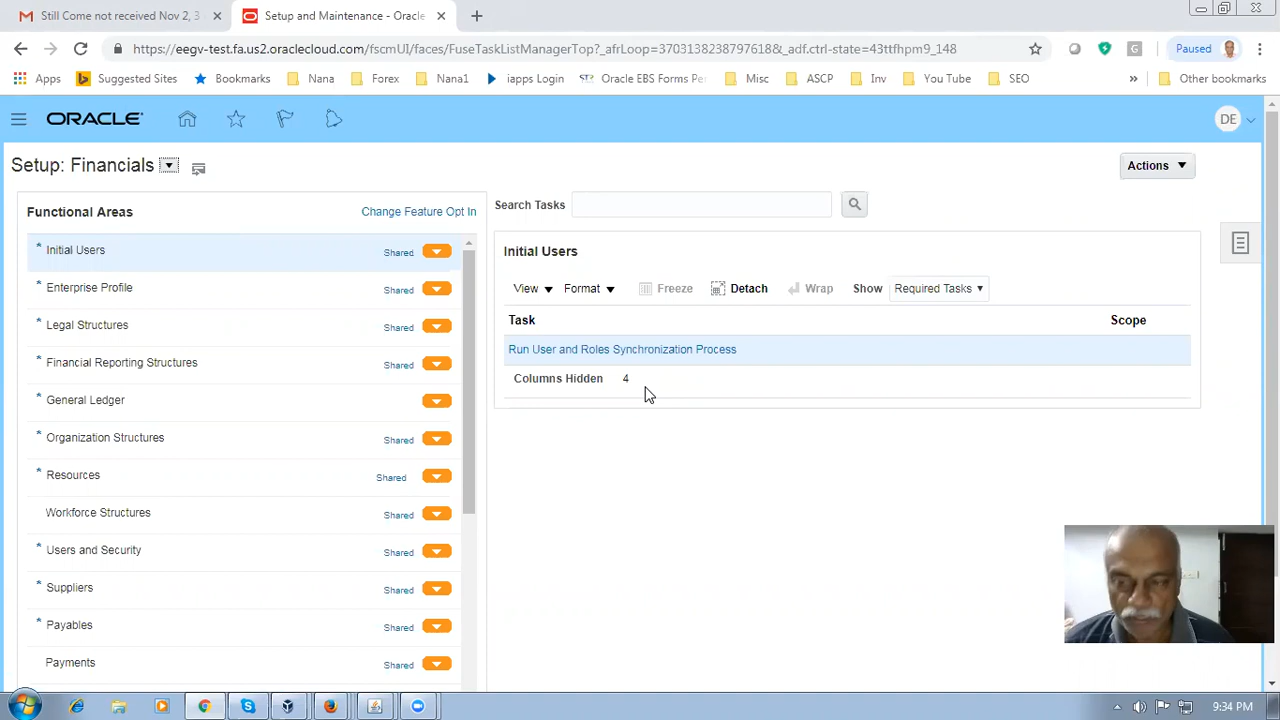 Still Come not received Nov 2, 3
Setup and Maintenance - Oracle
https://eegv-test.fa.us2.oraclecloud.com/fscmUI/faces/FuseTaskListManagerTop?_afrLoop=3703138238797618&_adf.ctrl-state=43ttfhpm9_148
Paused
Apps
Suggested Sites
Bookmarks
Nana
Forex
Nana1
iapps Login
Oracle EBS Forms Pe
Misc
ASCP
Inv
You Tube
SEO
Other bookmarks
ORACLE
DE
Setup: Financials
Actions
Functional Areas
Change Feature Opt In
* Initial Users Shared
* Enterprise Profile Shared
* Legal Structures Shared
* Financial Reporting Structures Shared
General Ledger
* Organization Structures Shared
* Resources Shared
Workforce Structures Shared
* Users and Security Shared
* Suppliers Shared
* Payables Shared
Payments Shared
Search Tasks
Initial Users
View Format Freeze Detach Wrap Show Required Tasks
Task Scope
Run User and Roles Synchronization Process
Columns Hidden 4
9:34 PM